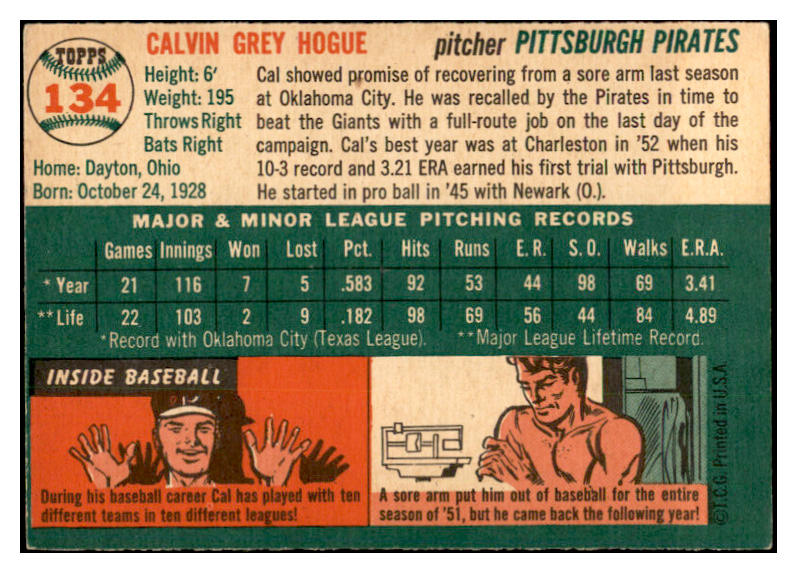 TOPPS
134
CALVIN GREY HOGUE pitcher PITTSBURGH PIRATES
Height: 6'
Weight: 195
Throws Right
Bats Right
Home: Dayton, Ohio
Born: October 24, 1928
Cal showed promise of recovering from a sore arm last season
at Oklahoma City. He was recalled by the Pirates in time to
beat the Giants with a full-route job on the last day of the
campaign. Cal's best year was at Charleston in '52 when his
10-3 record and 3.21 ERA earned his first trial with Pittsburgh.
He started in pro ball in '45 with Newark (O.).
MAJOR & MINOR LEAGUE PITCHING RECORDS
Games Innings Won Lost Pct. Hits Runs E. R. S. O. Walks E.R.A.
* Year 21 116 7 5 .583 92 53 44 98 69 3.41
** Life 22 103 2 9 .182 98 69 56 44 84 4.89
*Record with Oklahoma City (Texas League). **Major League Lifetime Record.
INSIDE BASEBALL
During his baseball career Cal has played with ten
different teams in ten different leagues!
A sore arm put him out of baseball for the entire
season of '51, but he came back the following year!
©T.C.G. Printed in U.S.A.